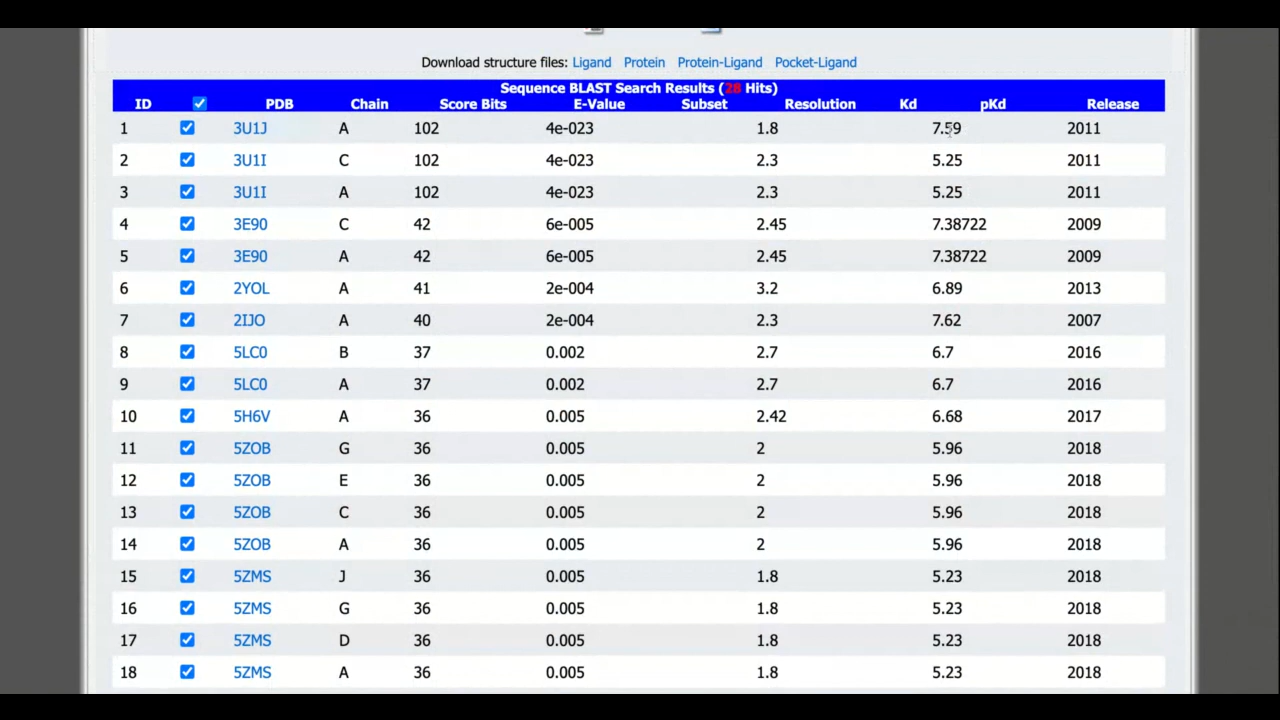 Download structure files: Ligand Protein Protein-Ligand Pocket-Ligand
Sequence BLAST Search Results (28 Hits)
ID PDB Chain Score Bits E-Value Subset Resolution Kd pKd Release
1 3U1J A 102 4e-023 1.8 7.59 2011
2 3U1I C 102 4e-023 2.3 5.25 2011
3 3U1I A 102 4e-023 2.3 5.25 2011
4 3E90 C 42 6e-005 2.45 7.38722 2009
5 3E90 A 42 6e-005 2.45 7.38722 2009
6 2YOL A 41 2e-004 3.2 6.89 2013
7 2IJO A 40 2e-004 2.3 7.62 2007
8 5LC0 B 37 0.002 2.7 6.7 2016
9 5LC0 A 37 0.002 2.7 6.7 2016
10 5H6V A 36 0.005 2.42 6.68 2017
11 5ZOB G 36 0.005 2 5.96 2018
12 5ZOB E 36 0.005 2 5.96 2018
13 5ZOB C 36 0.005 2 5.96 2018
14 5ZOB A 36 0.005 2 5.96 2018
15 5ZMS J 36 0.005 1.8 5.23 2018
16 5ZMS G 36 0.005 1.8 5.23 2018
17 5ZMS D 36 0.005 1.8 5.23 2018
18 5ZMS A 36 0.005 1.8 5.23 2018